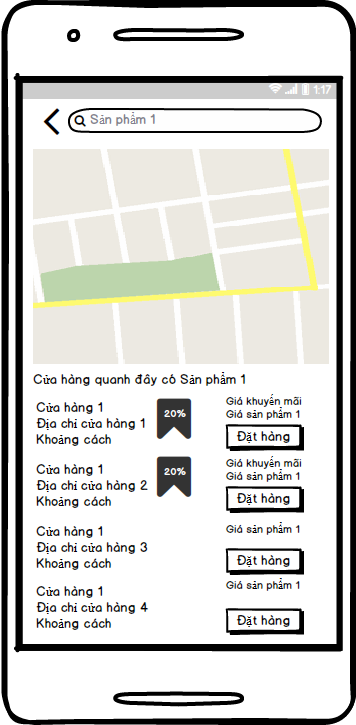 1:17
Sản phẩm 1
Cửa hàng quanh đây có Sản phẩm 1
Cửa hàng 1
Địa chỉ cửa hàng 1
Khoảng cách
20%
Giá khuyến mãi
Giá sản phẩm 1
Đặt hàng
Cửa hàng 1
Địa chỉ cửa hàng 2
Khoảng cách
20%
Giá khuyến mãi
Giá sản phẩm 1
Đặt hàng
Cửa hàng 1
Địa chỉ cửa hàng 3
Khoảng cách
Giá sản phẩm 1
Đặt hàng
Cửa hàng 1
Địa chỉ cửa hàng 4
Khoảng cách
Giá sản phẩm 1
Đặt hàng